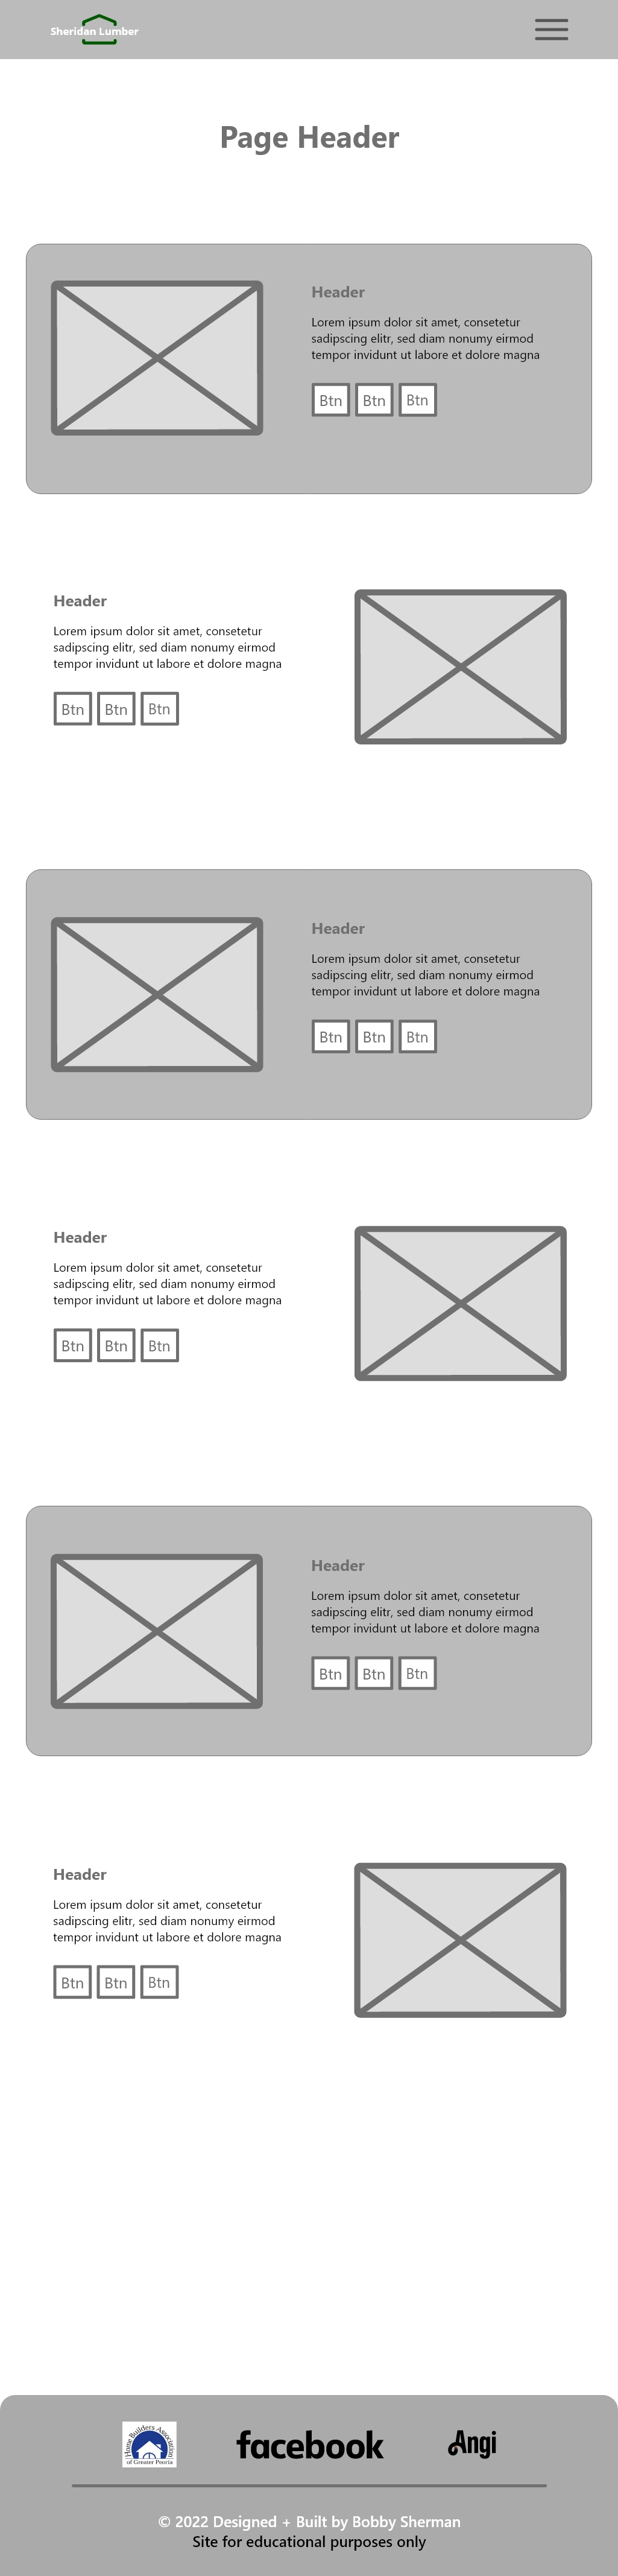 Sheridan Lumber
Page Header
Header
Lorem ipsum dolor sit amet, consetetur
sadipscing elitr, sed diam nonumy eirmod
tempor invidunt ut labore et dolore magna
Btn Btn Btn
Header
Lorem ipsum dolor sit amet, consetetur
sadipscing elitr, sed diam nonumy eirmod
tempor invidunt ut labore et dolore magna
Btn Btn Btn
Header
Lorem ipsum dolor sit amet, consetetur
sadipscing elitr, sed diam nonumy eirmod
tempor invidunt ut labore et dolore magna
Btn Btn Btn
Header
Lorem ipsum dolor sit amet, consetetur
sadipscing elitr, sed diam nonumy eirmod
tempor invidunt ut labore et dolore magna
Btn Btn Btn
Header
Lorem ipsum dolor sit amet, consetetur
sadipscing elitr, sed diam nonumy eirmod
tempor invidunt ut labore et dolore magna
Btn Btn Btn
Header
Lorem ipsum dolor sit amet, consetetur
sadipscing elitr, sed diam nonumy eirmod
tempor invidunt ut labore et dolore magna
Btn Btn Btn
Home Builders Association
of Greater Peoria
facebook
Angi
© 2022 Designed + Built by Bobby Sherman
Site for educational purposes only